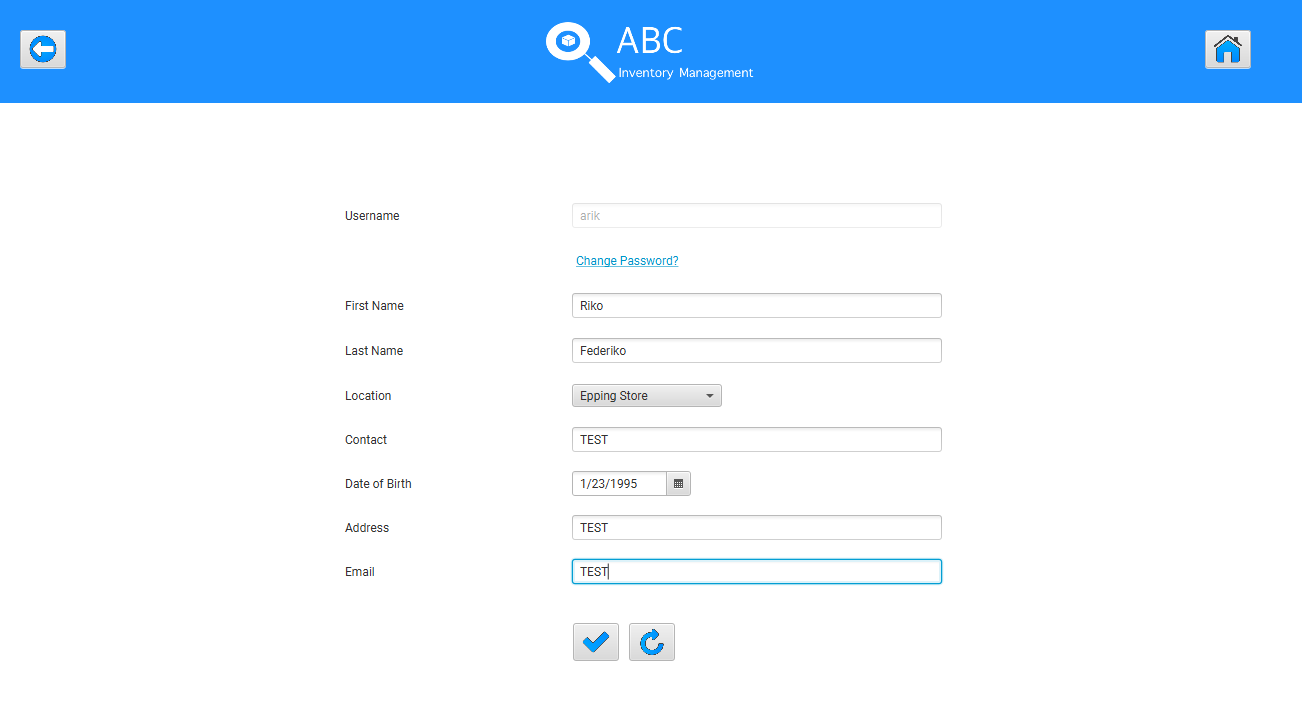 ABC
Inventory Management
Username arik
Change Password?
First Name Riko
Last Name Federiko
Location Epping Store
Contact TEST
Date of Birth 1/23/1995
Address TEST
Email TEST